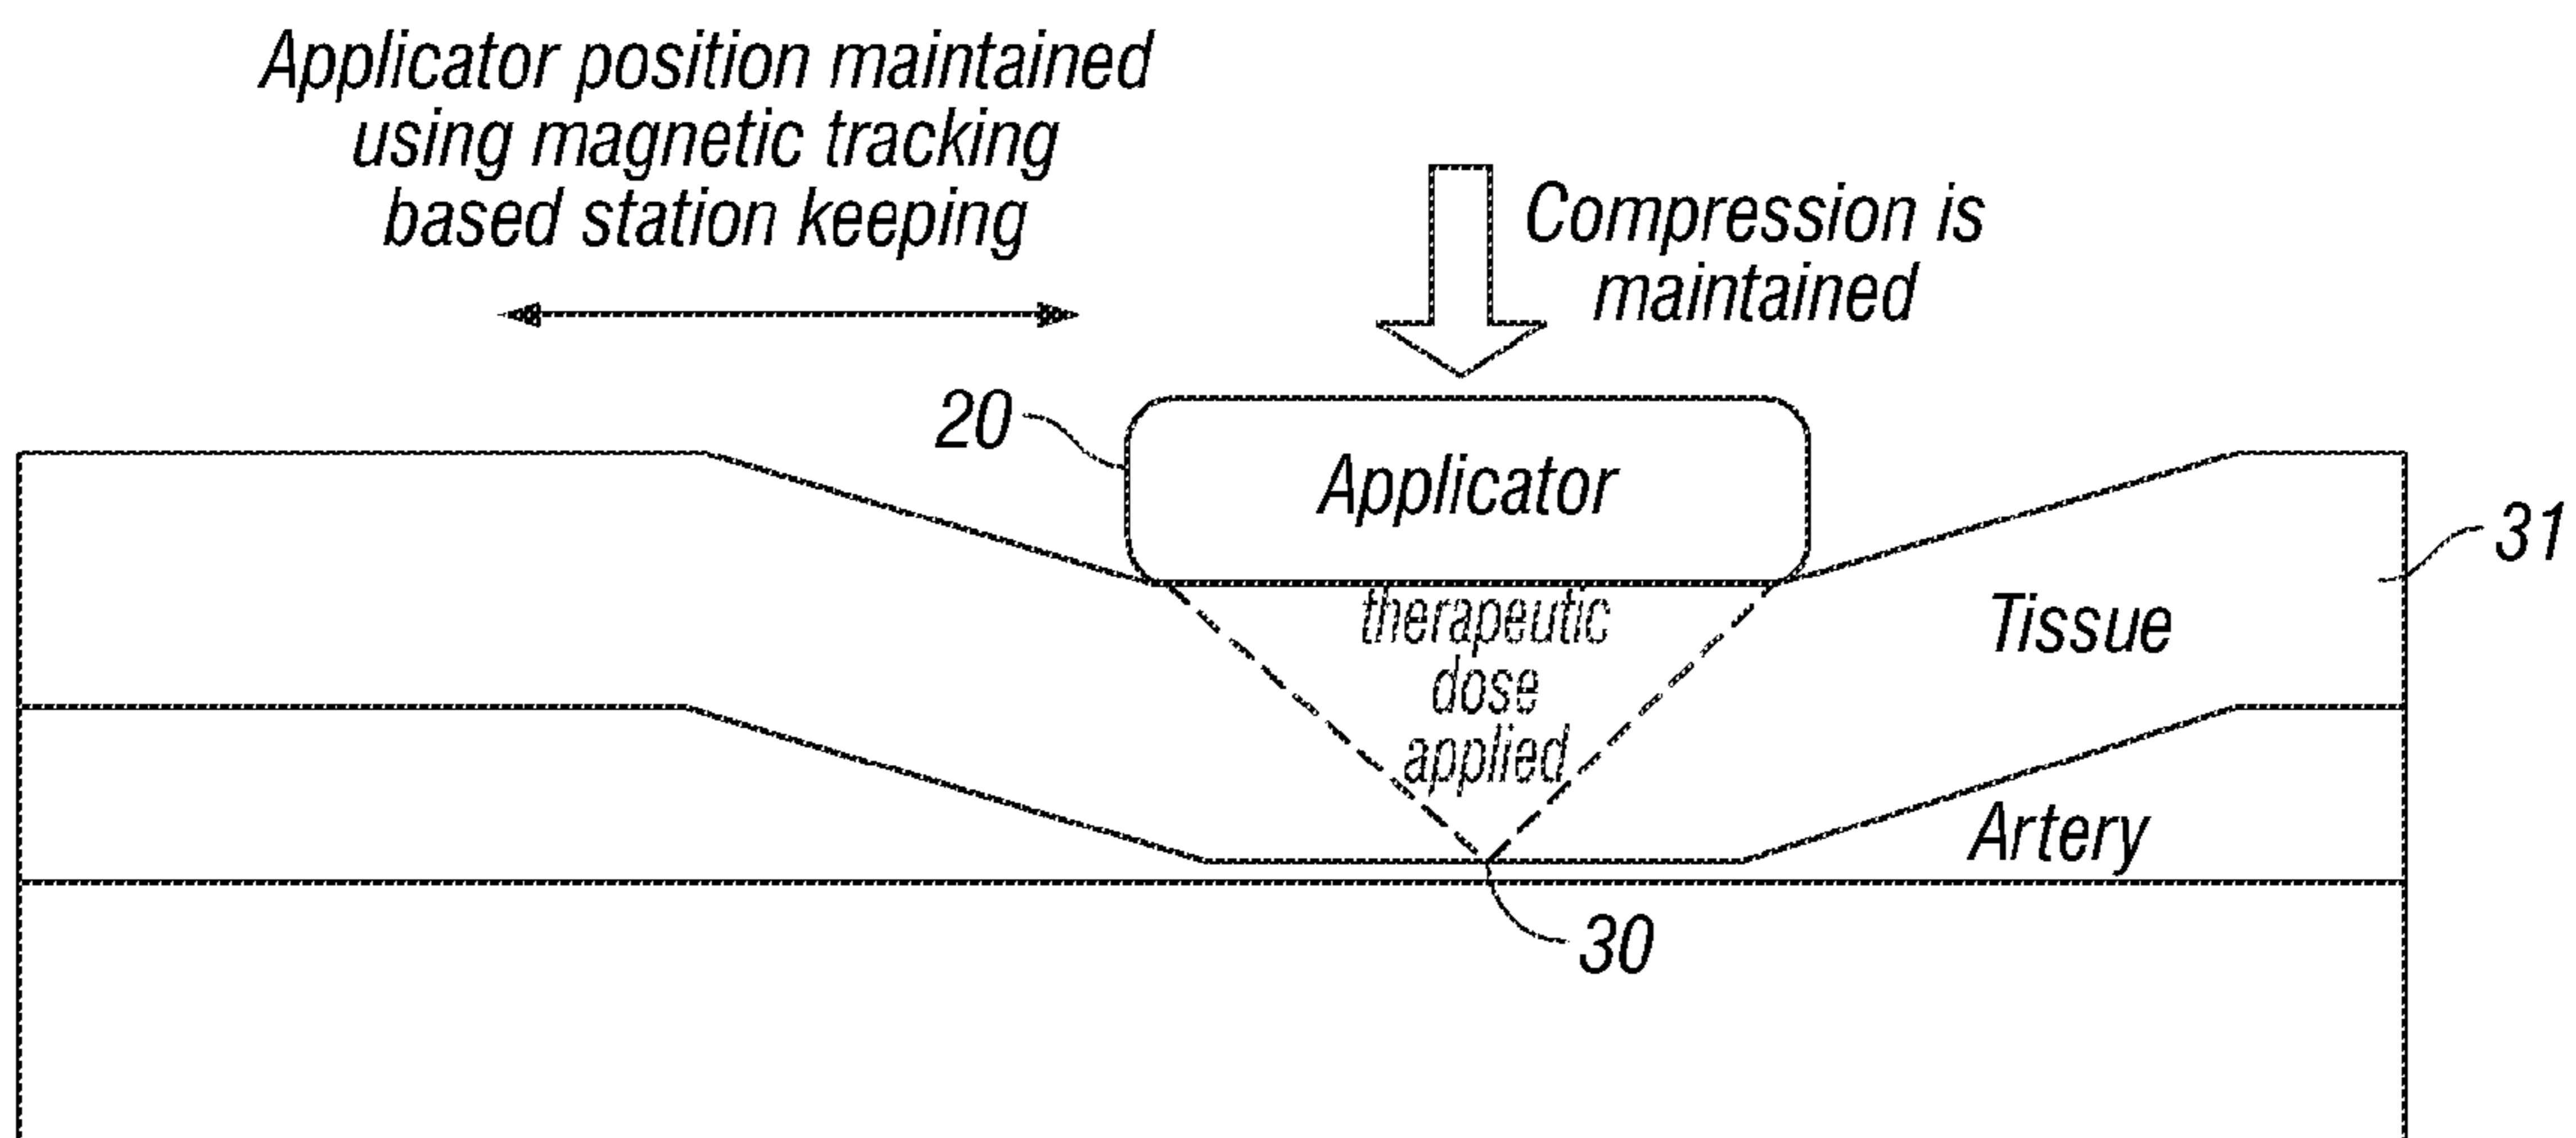 Applicator position maintained
using magnetic tracking
based station keeping
Compression is
maintained
20
Applicator
31
therapeutic
dose
applied
Tissue
Artery
30